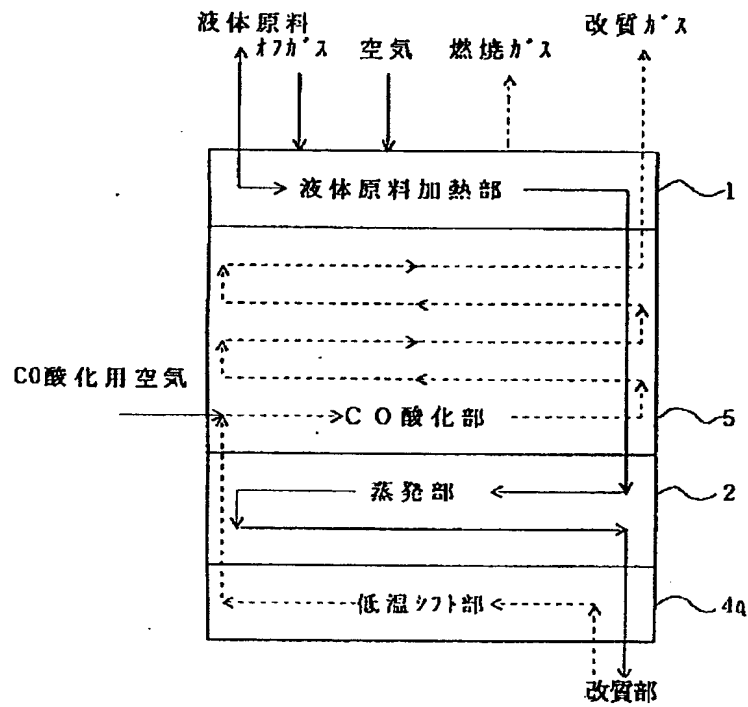 液体原料
オフガス 空気 燃焼ガス 改質ガス
液体原料加熱部 1
CO酸化用空気
CO酸化部 5
蒸発部 2
低温シフト部 4a
改質部